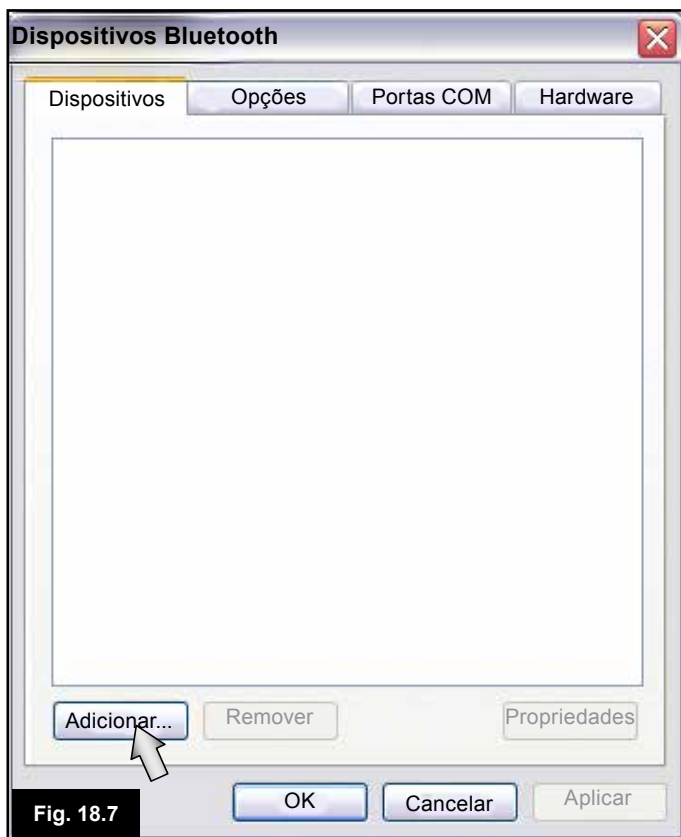 Dispositivos Bluetooth
Dispositivos Opções Portas COM Hardware
Adicionar... Remover Propriedades
OK Cancelar Aplicar
Fig. 18.7